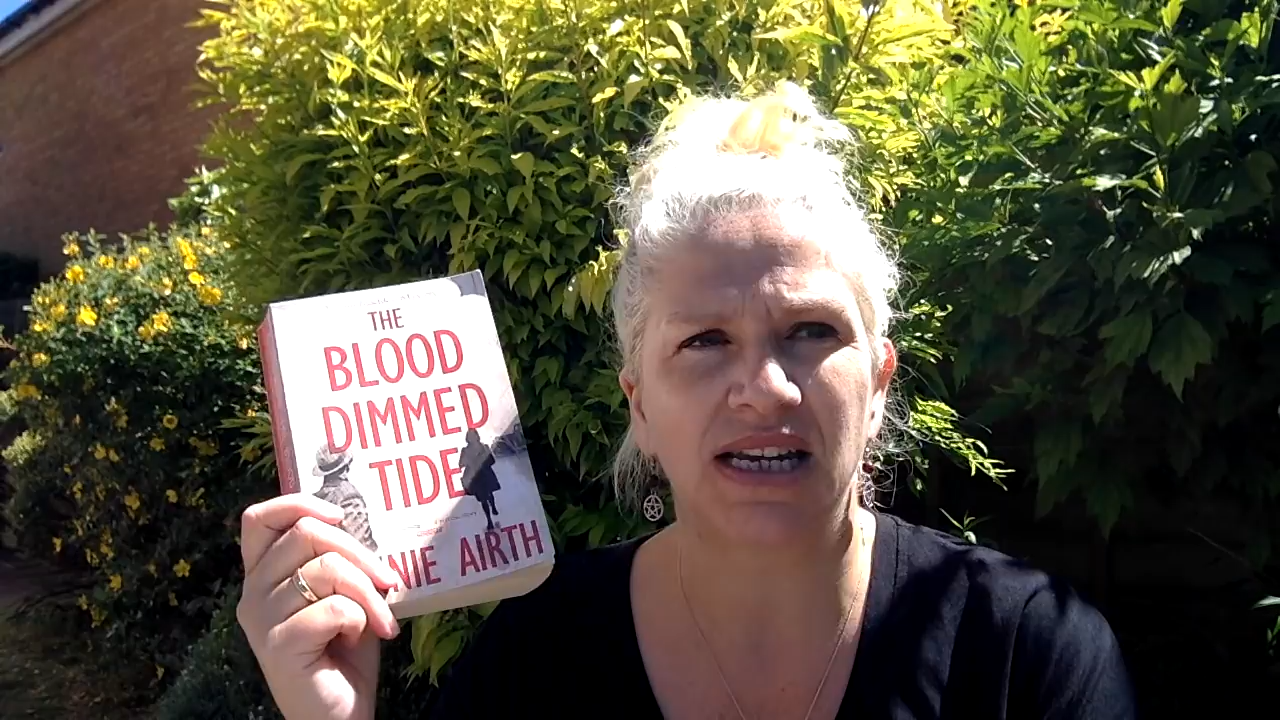 THE
BLOOD
DIMMED
TIDE
NIE AIRTH